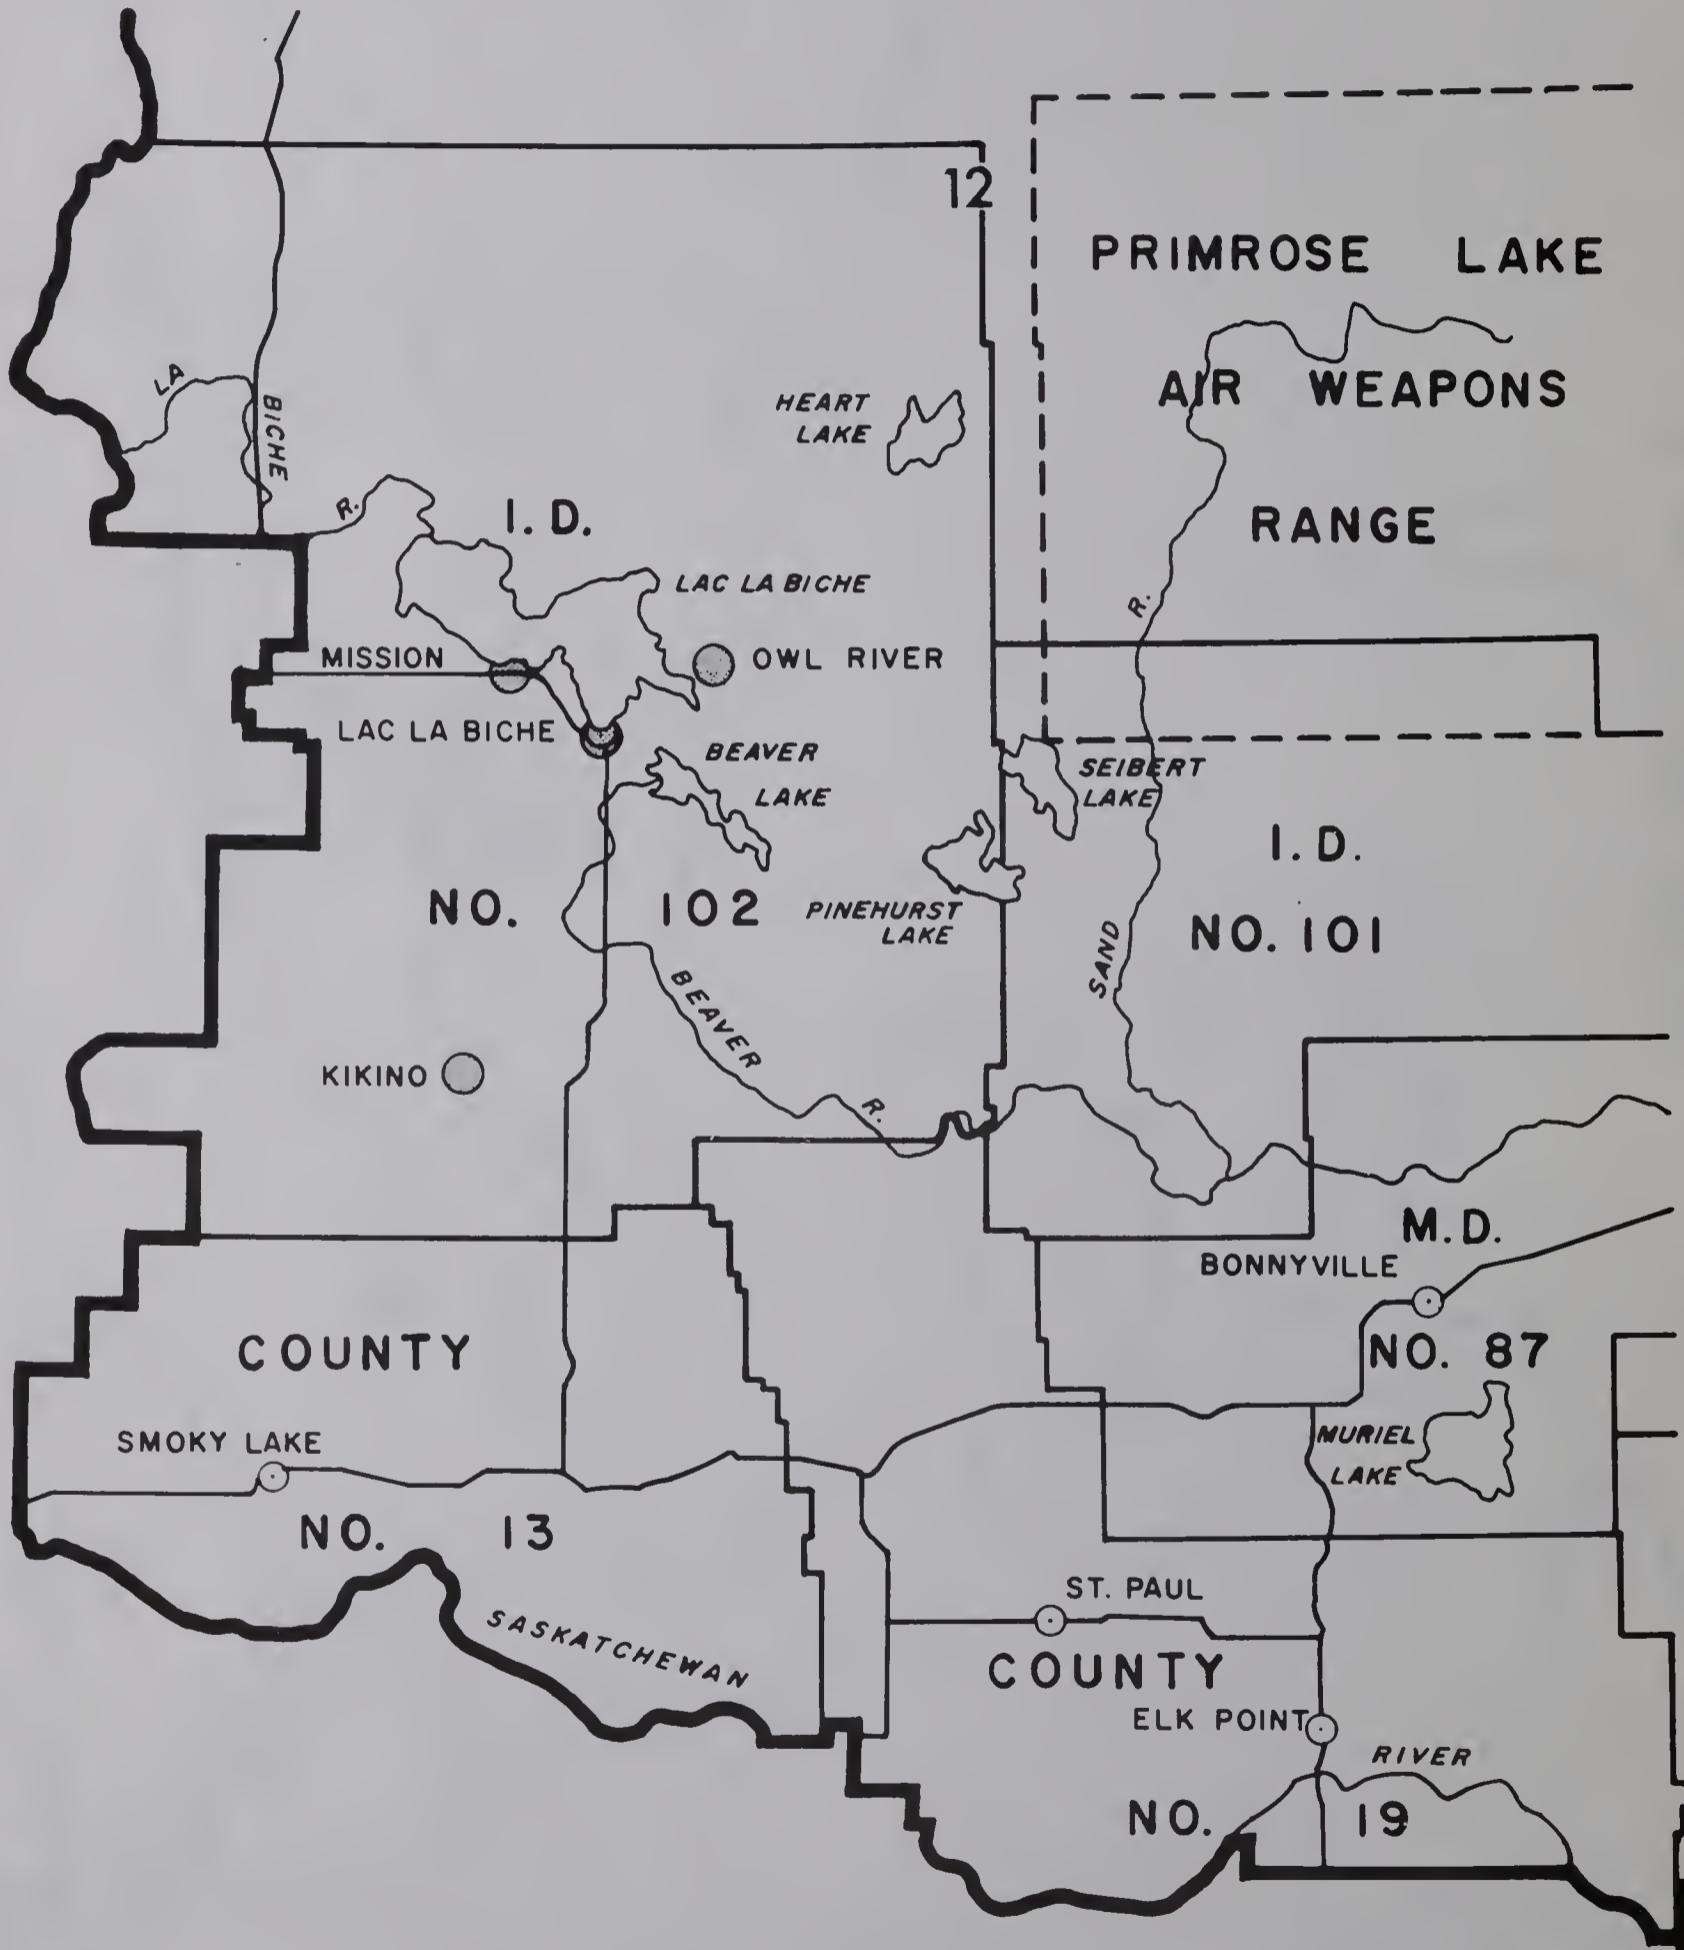 12
PRIMROSE LAKE
AIR WEAPONS
RANGE
LA
BICHE
R.
HEART
LAKE
I. D.
LAC LA BICHE
MISSION
OWL RIVER
LAC LA BICHE
BEAVER
LAKE
R.
SEIBERT
LAKE
I. D.
NO. 101
NO. 102
PINEHURST
LAKE
SAND
BEAVER
R.
KIKINO
M.D.
BONNYVILLE
NO. 87
COUNTY
MURIEL
LAKE
SMOKY LAKE
NO. 13
ST. PAUL
SASKATCHEWAN
COUNTY
ELK POINT
RIVER
NO. 19